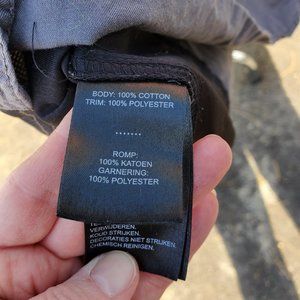 BODY: 100% COTTON
TRIM: 100% POLYESTER
.......
ROMP:
100% KATOEN
GARNERING:
100% POLYESTER
VERWIJDEREN.
KOUD STRIJKEN.
DECORATIES NIET STRIJKEN.
CHEMISCH REINIGEN.